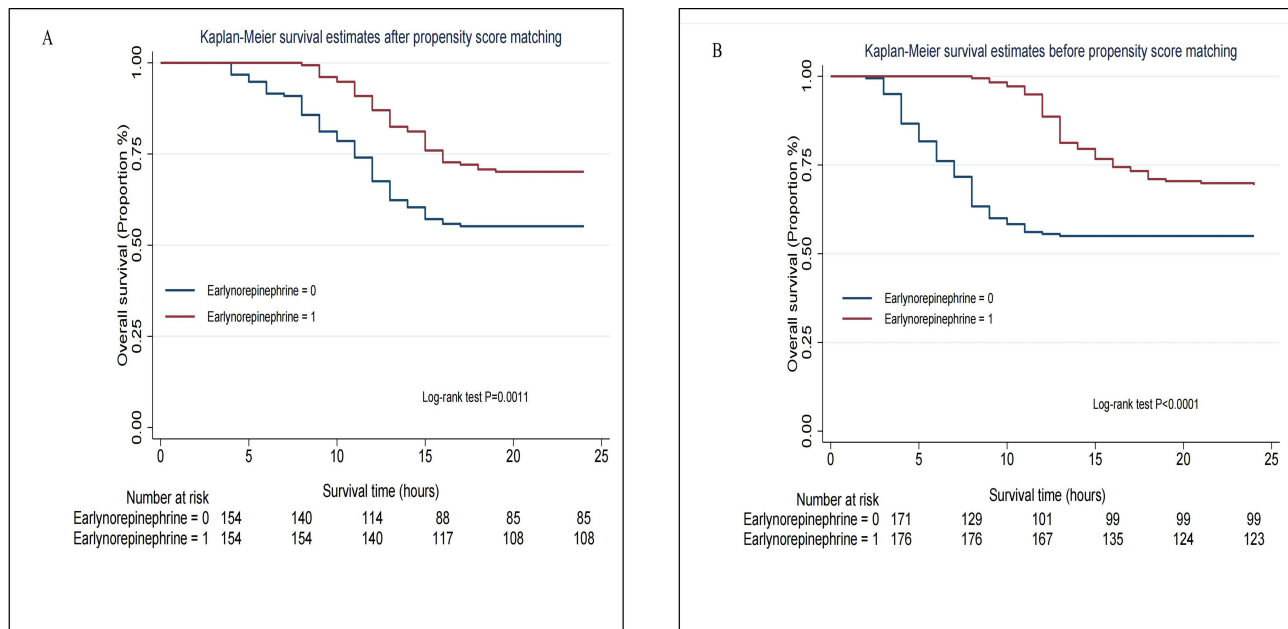 A
Kaplan-Meier survival estimates after propensity score matching
Overall survival (Proportion %)
1.00
0.75
0.50
0.25
0.00
Earlynorepinephrine = 0
Earlynorepinephrine = 1
Log-rank test P=0.0011
0 5 10 15 20 25
Survival time (hours)
Number at risk
Earlynorepinephrine = 0 154 140 114 88 85 85
Earlynorepinephrine = 1 154 154 140 117 108 108
B
Kaplan-Meier survival estimates before propensity score matching
Overall survival (Proportion %)
1.00
0.75
0.50
0.25
0.00
Earlynorepinephrine = 0
Earlynorepinephrine = 1
Log-rank test P<0.0001
0 5 10 15 20 25
Survival time (hours)
Number at risk
Earlynorepinephrine = 0 171 129 101 99 99 99
Earlynorepinephrine = 1 176 176 167 135 124 123